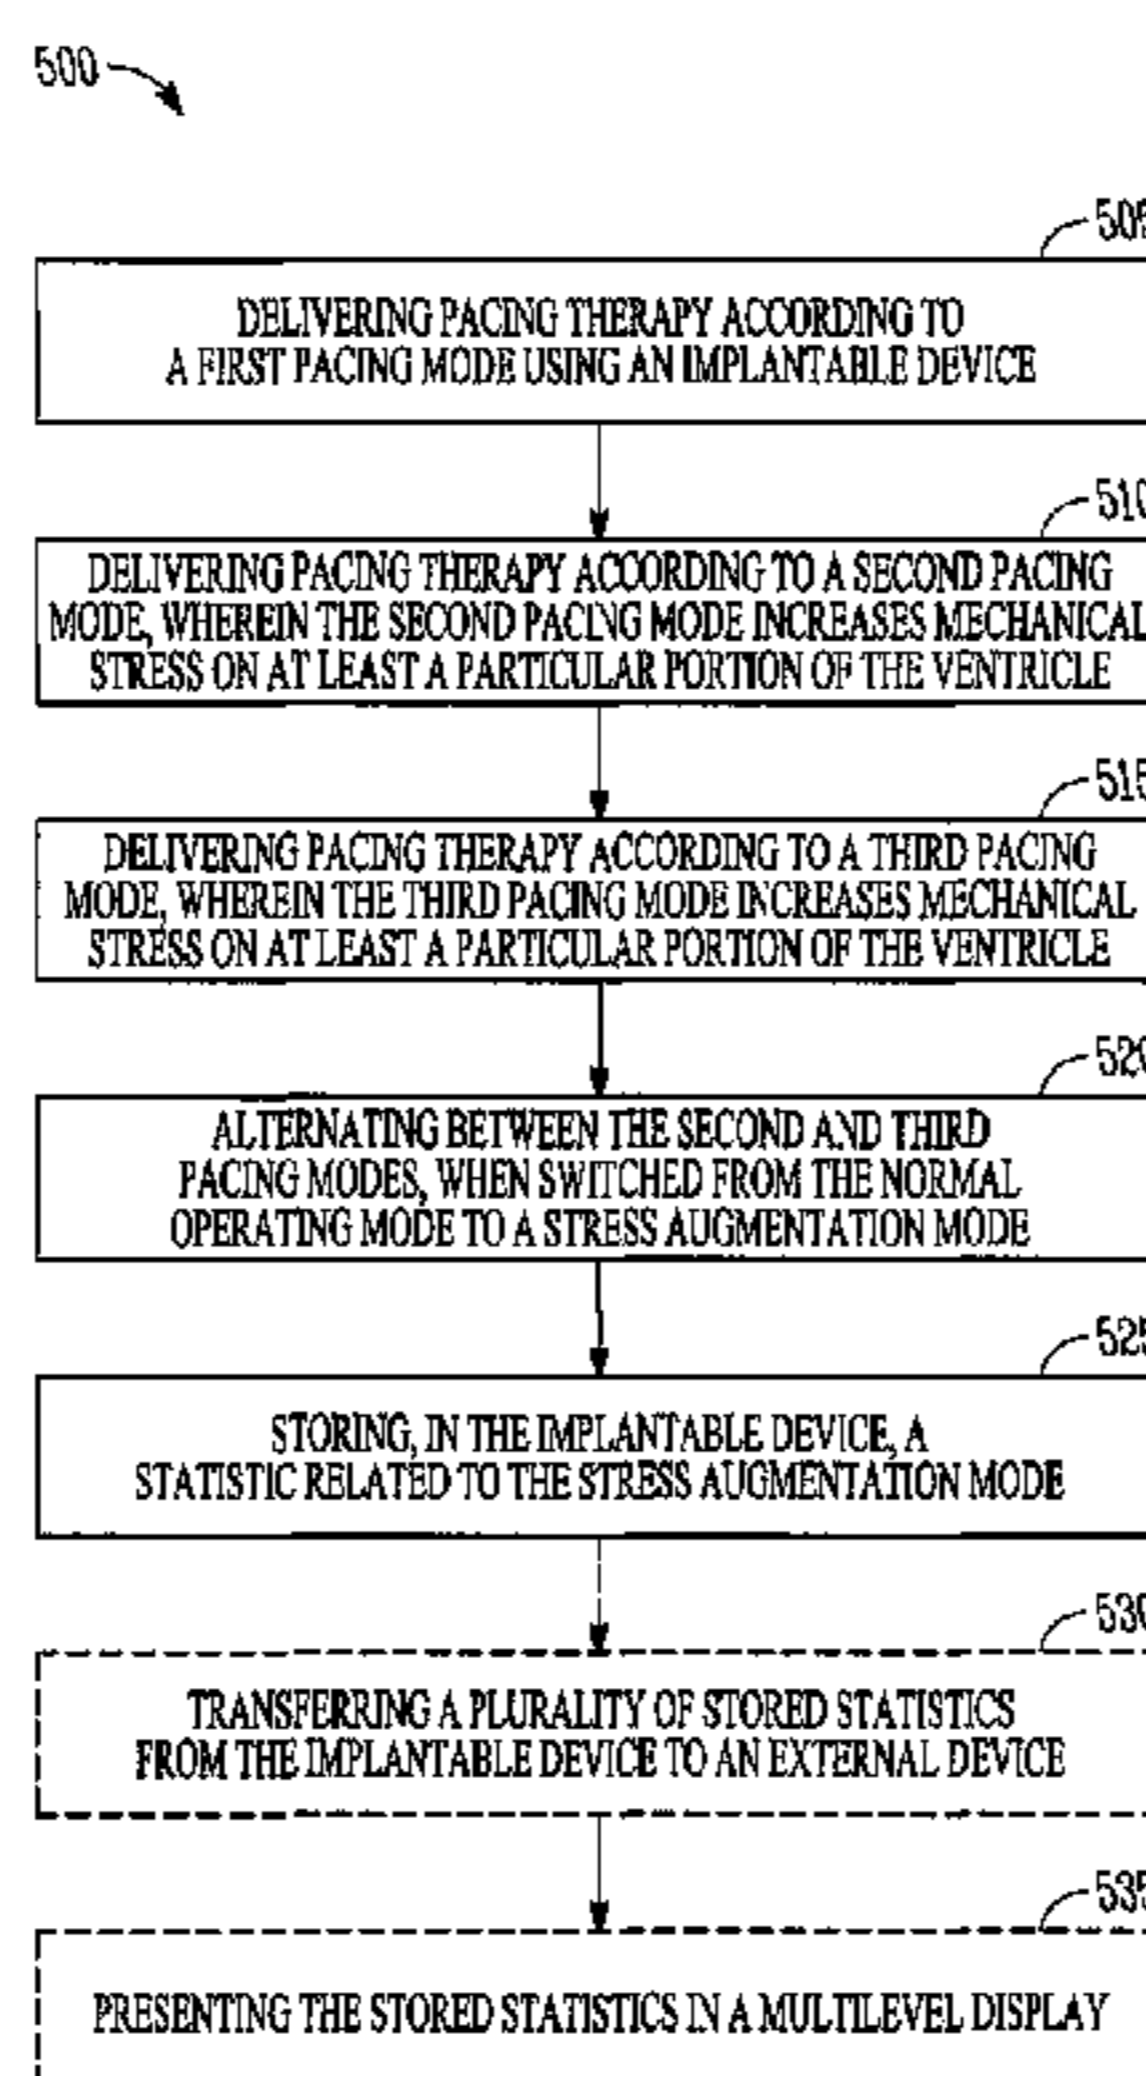 500
505
DELIVERING PACING THERAPY ACCORDING TO
A FIRST PACING MODE USING AN IMPLANTABLE DEVICE
510
DELIVERING PACING THERAPY ACCORDING TO A SECOND PACING
MODE, WHEREIN THE SECOND PACING MODE INCREASES MECHANICAL
STRESS ON AT LEAST A PARTICULAR PORTION OF THE VENTRICLE
515
DELIVERING PACING THERAPY ACCORDING TO A THIRD PACING
MODE, WHEREIN THE THIRD PACING MODE INCREASES MECHANICAL
STRESS ON AT LEAST A PARTICULAR PORTION OF THE VENTRICLE
520
ALTERNATING BETWEEN THE SECOND AND THIRD
PACING MODES, WHEN SWITCHED FROM THE NORMAL
OPERATING MODE TO A STRESS AUGMENTATION MODE
525
STORING, IN THE IMPLANTABLE DEVICE, A
STATISTIC RELATED TO THE STRESS AUGMENTATION MODE
530
TRANSFERRING A PLURALITY OF STORED STATISTICS
FROM THE IMPLANTABLE DEVICE TO AN EXTERNAL DEVICE
535
PRESENTING THE STORED STATISTICS IN A MULTILEVEL DISPLAY